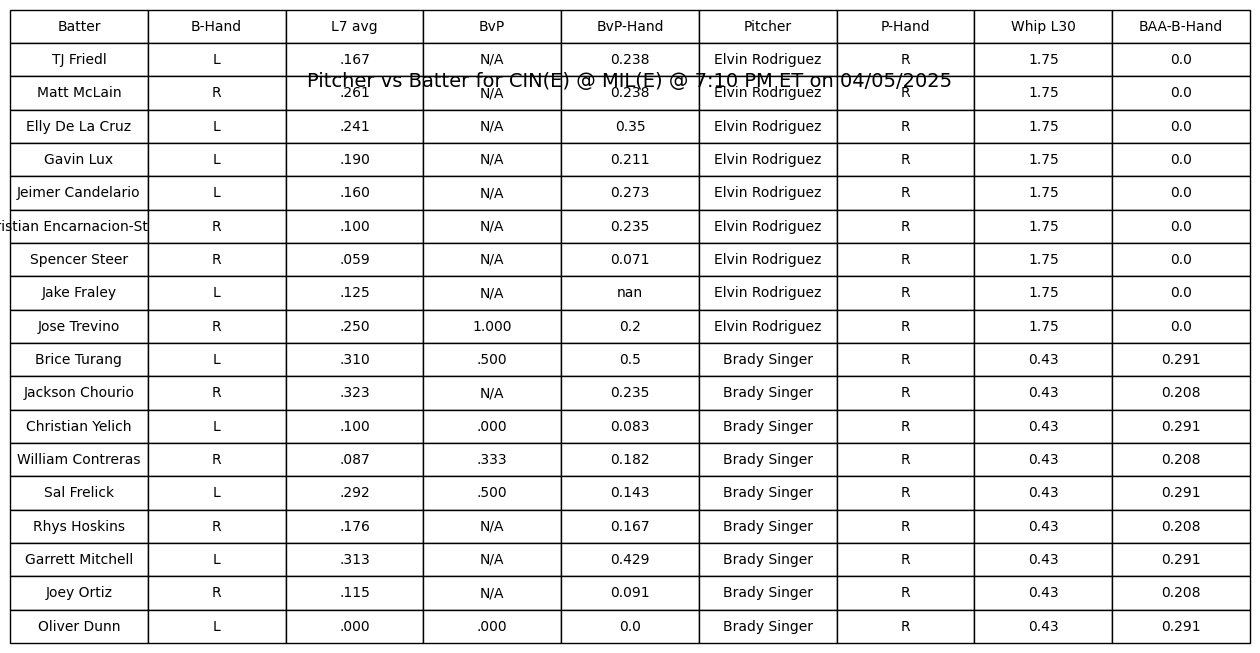 Batter B-Hand L7 avg BvP BvP-Hand Pitcher P-Hand Whip L30 BAA-B-Hand
TJ Friedl L .167 N/A 0.238 Elvin Rodriguez R 1.75 0.0
Pitcher vs Batter for CIN(E) @ MIL(E) @ 7:10 PM ET on 04/05/2025
Matt McLain R .261 N/A 0.238 Elvin Rodriguez R 1.75 0.0
Elly De La Cruz L .241 N/A 0.35 Elvin Rodriguez R 1.75 0.0
Gavin Lux L .190 N/A 0.211 Elvin Rodriguez R 1.75 0.0
Jeimer Candelario L .160 N/A 0.273 Elvin Rodriguez R 1.75 0.0
ristian Encarnacion-St R .100 N/A 0.235 Elvin Rodriguez R 1.75 0.0
Spencer Steer R .059 N/A 0.071 Elvin Rodriguez R 1.75 0.0
Jake Fraley L .125 N/A nan Elvin Rodriguez R 1.75 0.0
Jose Trevino R .250 1.000 0.2 Elvin Rodriguez R 1.75 0.0
Brice Turang L .310 .500 0.5 Brady Singer R 0.43 0.291
Jackson Chourio R .323 N/A 0.235 Brady Singer R 0.43 0.208
Christian Yelich L .100 .000 0.083 Brady Singer R 0.43 0.291
William Contreras R .087 .333 0.182 Brady Singer R 0.43 0.208
Sal Frelick L .292 .500 0.143 Brady Singer R 0.43 0.291
Rhys Hoskins R .176 N/A 0.167 Brady Singer R 0.43 0.208
Garrett Mitchell L .313 N/A 0.429 Brady Singer R 0.43 0.291
Joey Ortiz R .115 N/A 0.091 Brady Singer R 0.43 0.208
Oliver Dunn L .000 .000 0.0 Brady Singer R 0.43 0.291